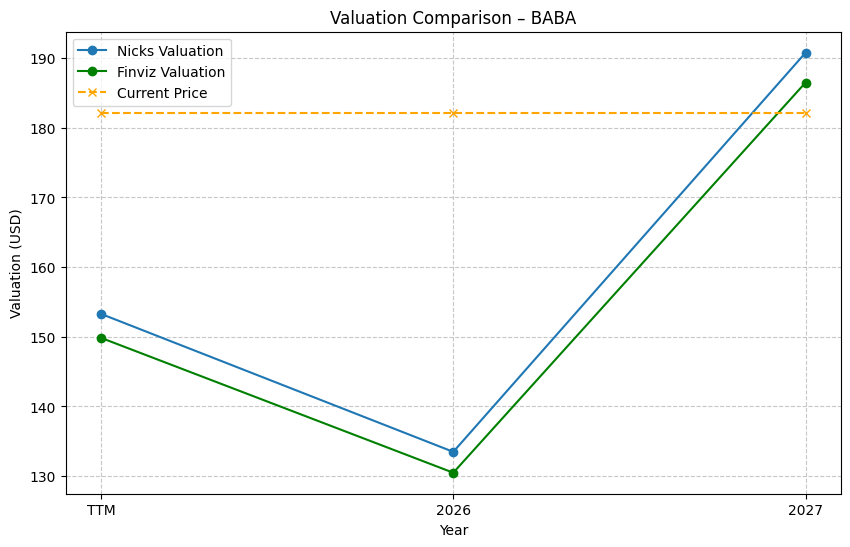 Valuation Comparison – BABA
Nicks Valuation
Finviz Valuation
Current Price
Valuation (USD)
190
180
170
160
150
140
130
TTM
2026
2027
Year